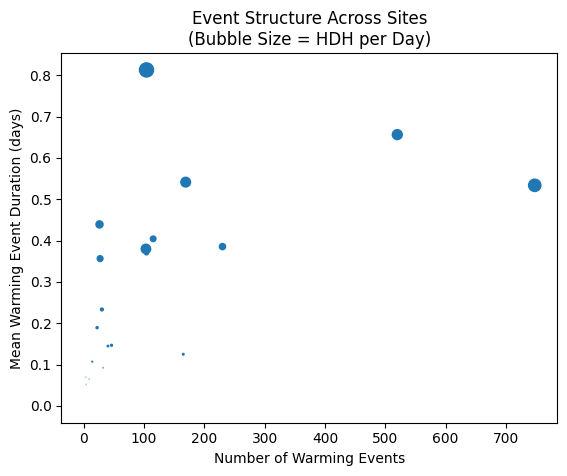 Event Structure Across Sites
(Bubble Size = HDH per Day)
Mean Warming Event Duration (days)
0.8
0.7
0.6
0.5
0.4
0.3
0.2
0.1
0.0
0 100 200 300 400 500 600 700
Number of Warming Events